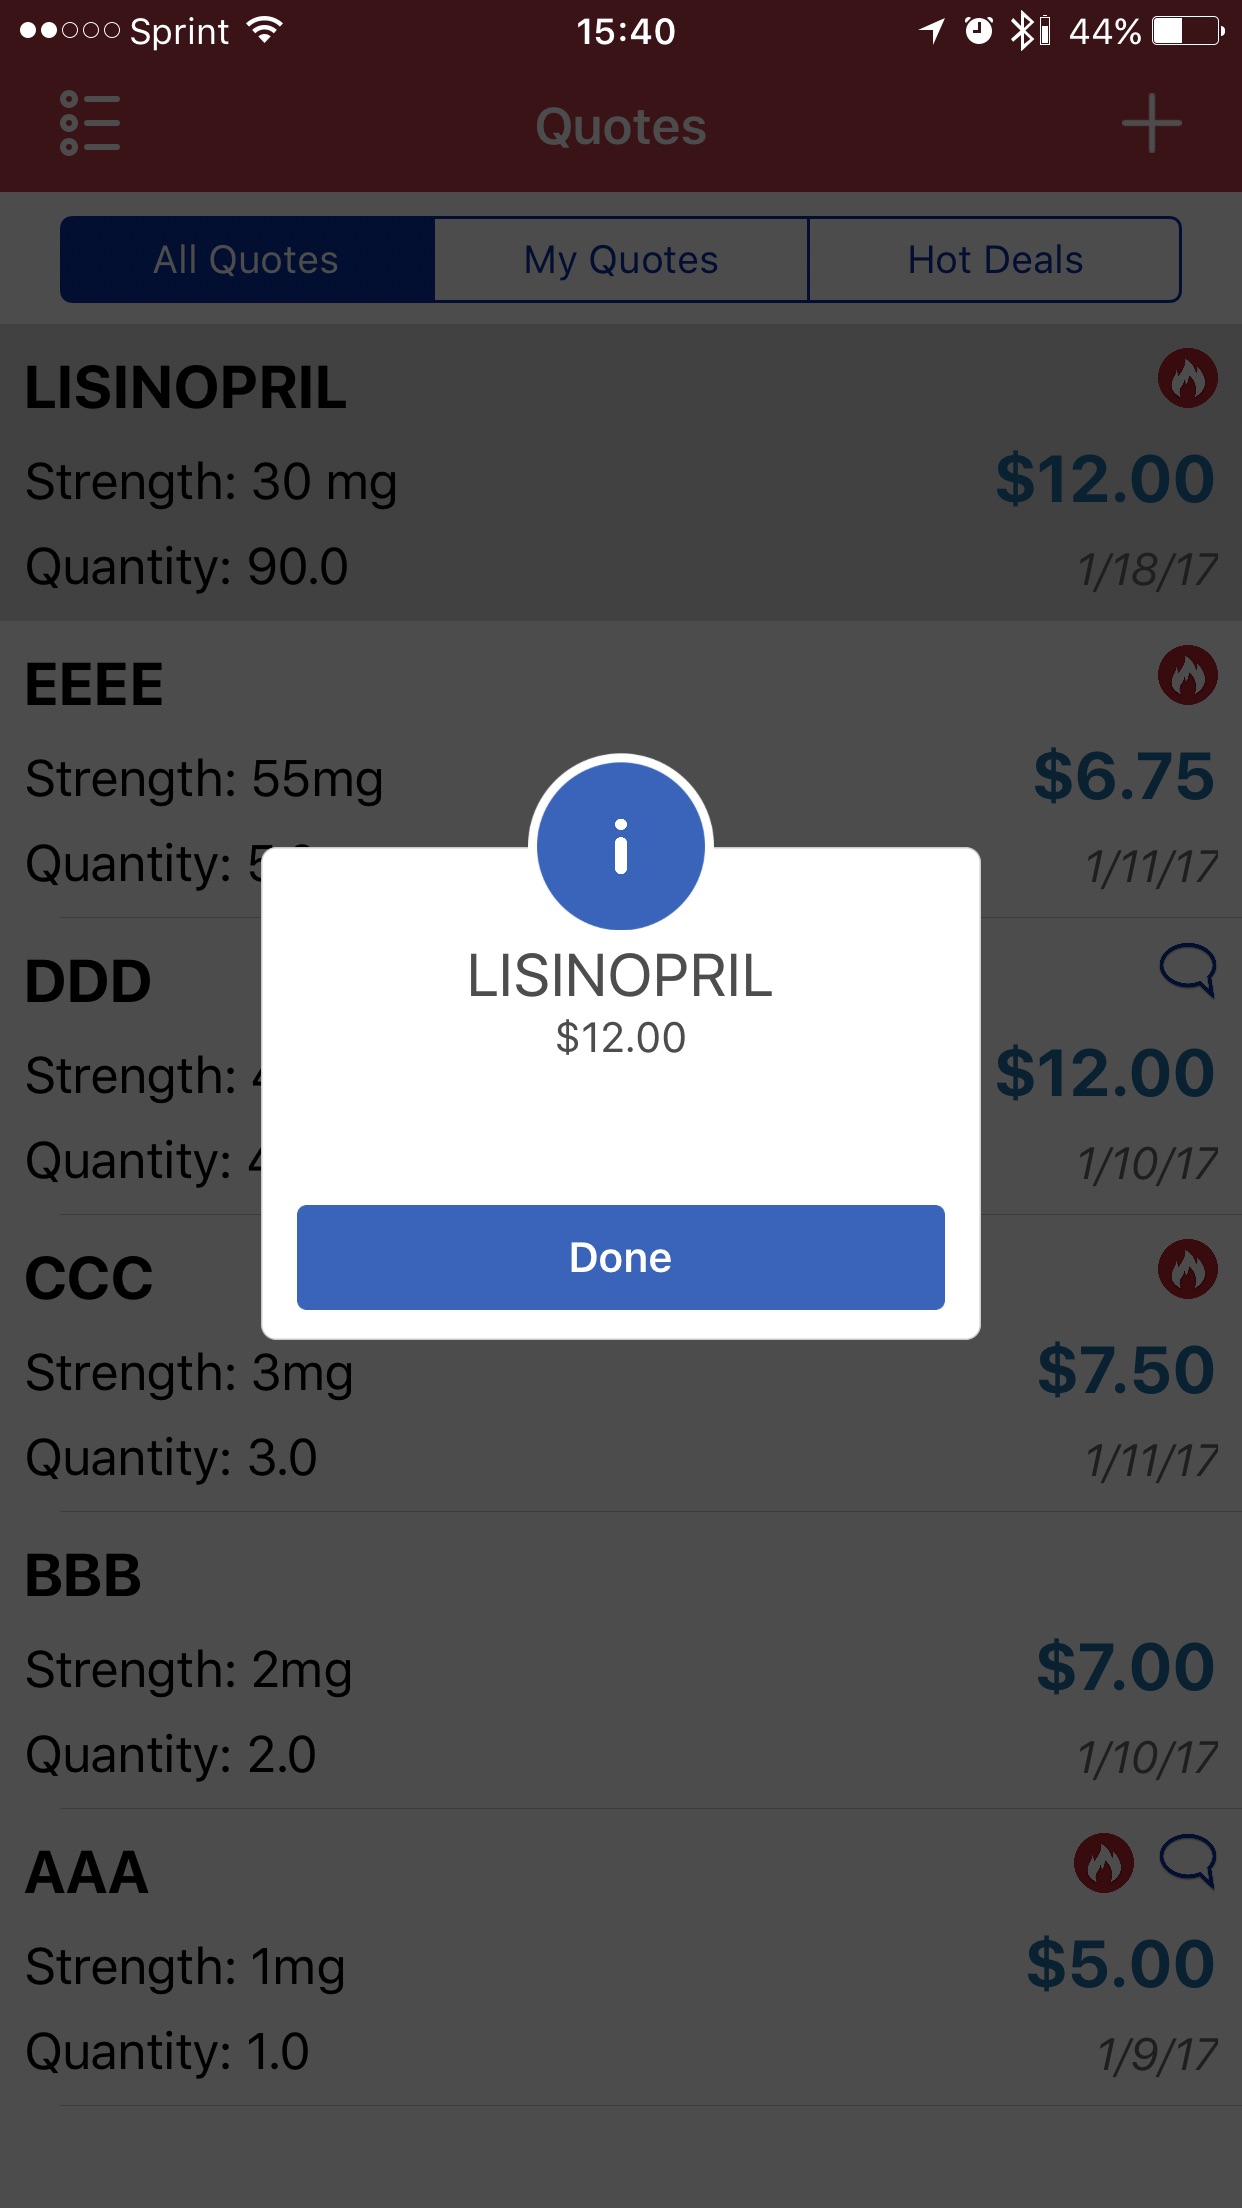 Sprint 15:40 44%
Quotes
All Quotes My Quotes Hot Deals
LISINOPRIL
Strength: 30 mg $12.00
Quantity: 90.0 1/18/17
EEEE
Strength: 55mg $6.75
Quantity: 1/11/17
DDD
Strength: $12.00
Quantity: 1/10/17
LISINOPRIL
$12.00
Done
CCC
Strength: 3mg $7.50
Quantity: 3.0 1/11/17
BBB
Strength: 2mg $7.00
Quantity: 2.0 1/10/17
AAA
Strength: 1mg $5.00
Quantity: 1.0 1/9/17